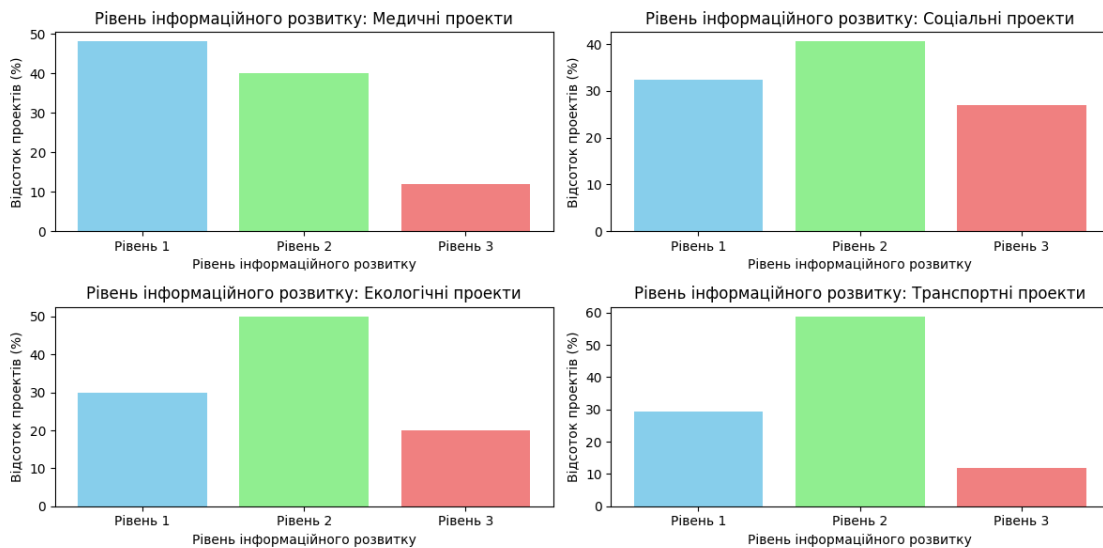 Рівень інформаційного розвитку: Медичні проекти
Відсоток проектів (%)
50
40
30
20
10
0
Рівень 1 Рівень 2 Рівень 3
Рівень інформаційного розвитку
Рівень інформаційного розвитку: Соціальні проекти
Відсоток проектів (%)
40
30
20
10
0
Рівень 1 Рівень 2 Рівень 3
Рівень інформаційного розвитку
Рівень інформаційного розвитку: Екологічні проекти
Відсоток проектів (%)
50
40
30
20
10
0
Рівень 1 Рівень 2 Рівень 3
Рівень інформаційного розвитку
Рівень інформаційного розвитку: Транспортні проекти
Відсоток проектів (%)
60
50
40
30
20
10
0
Рівень 1 Рівень 2 Рівень 3
Рівень інформаційного розвитку